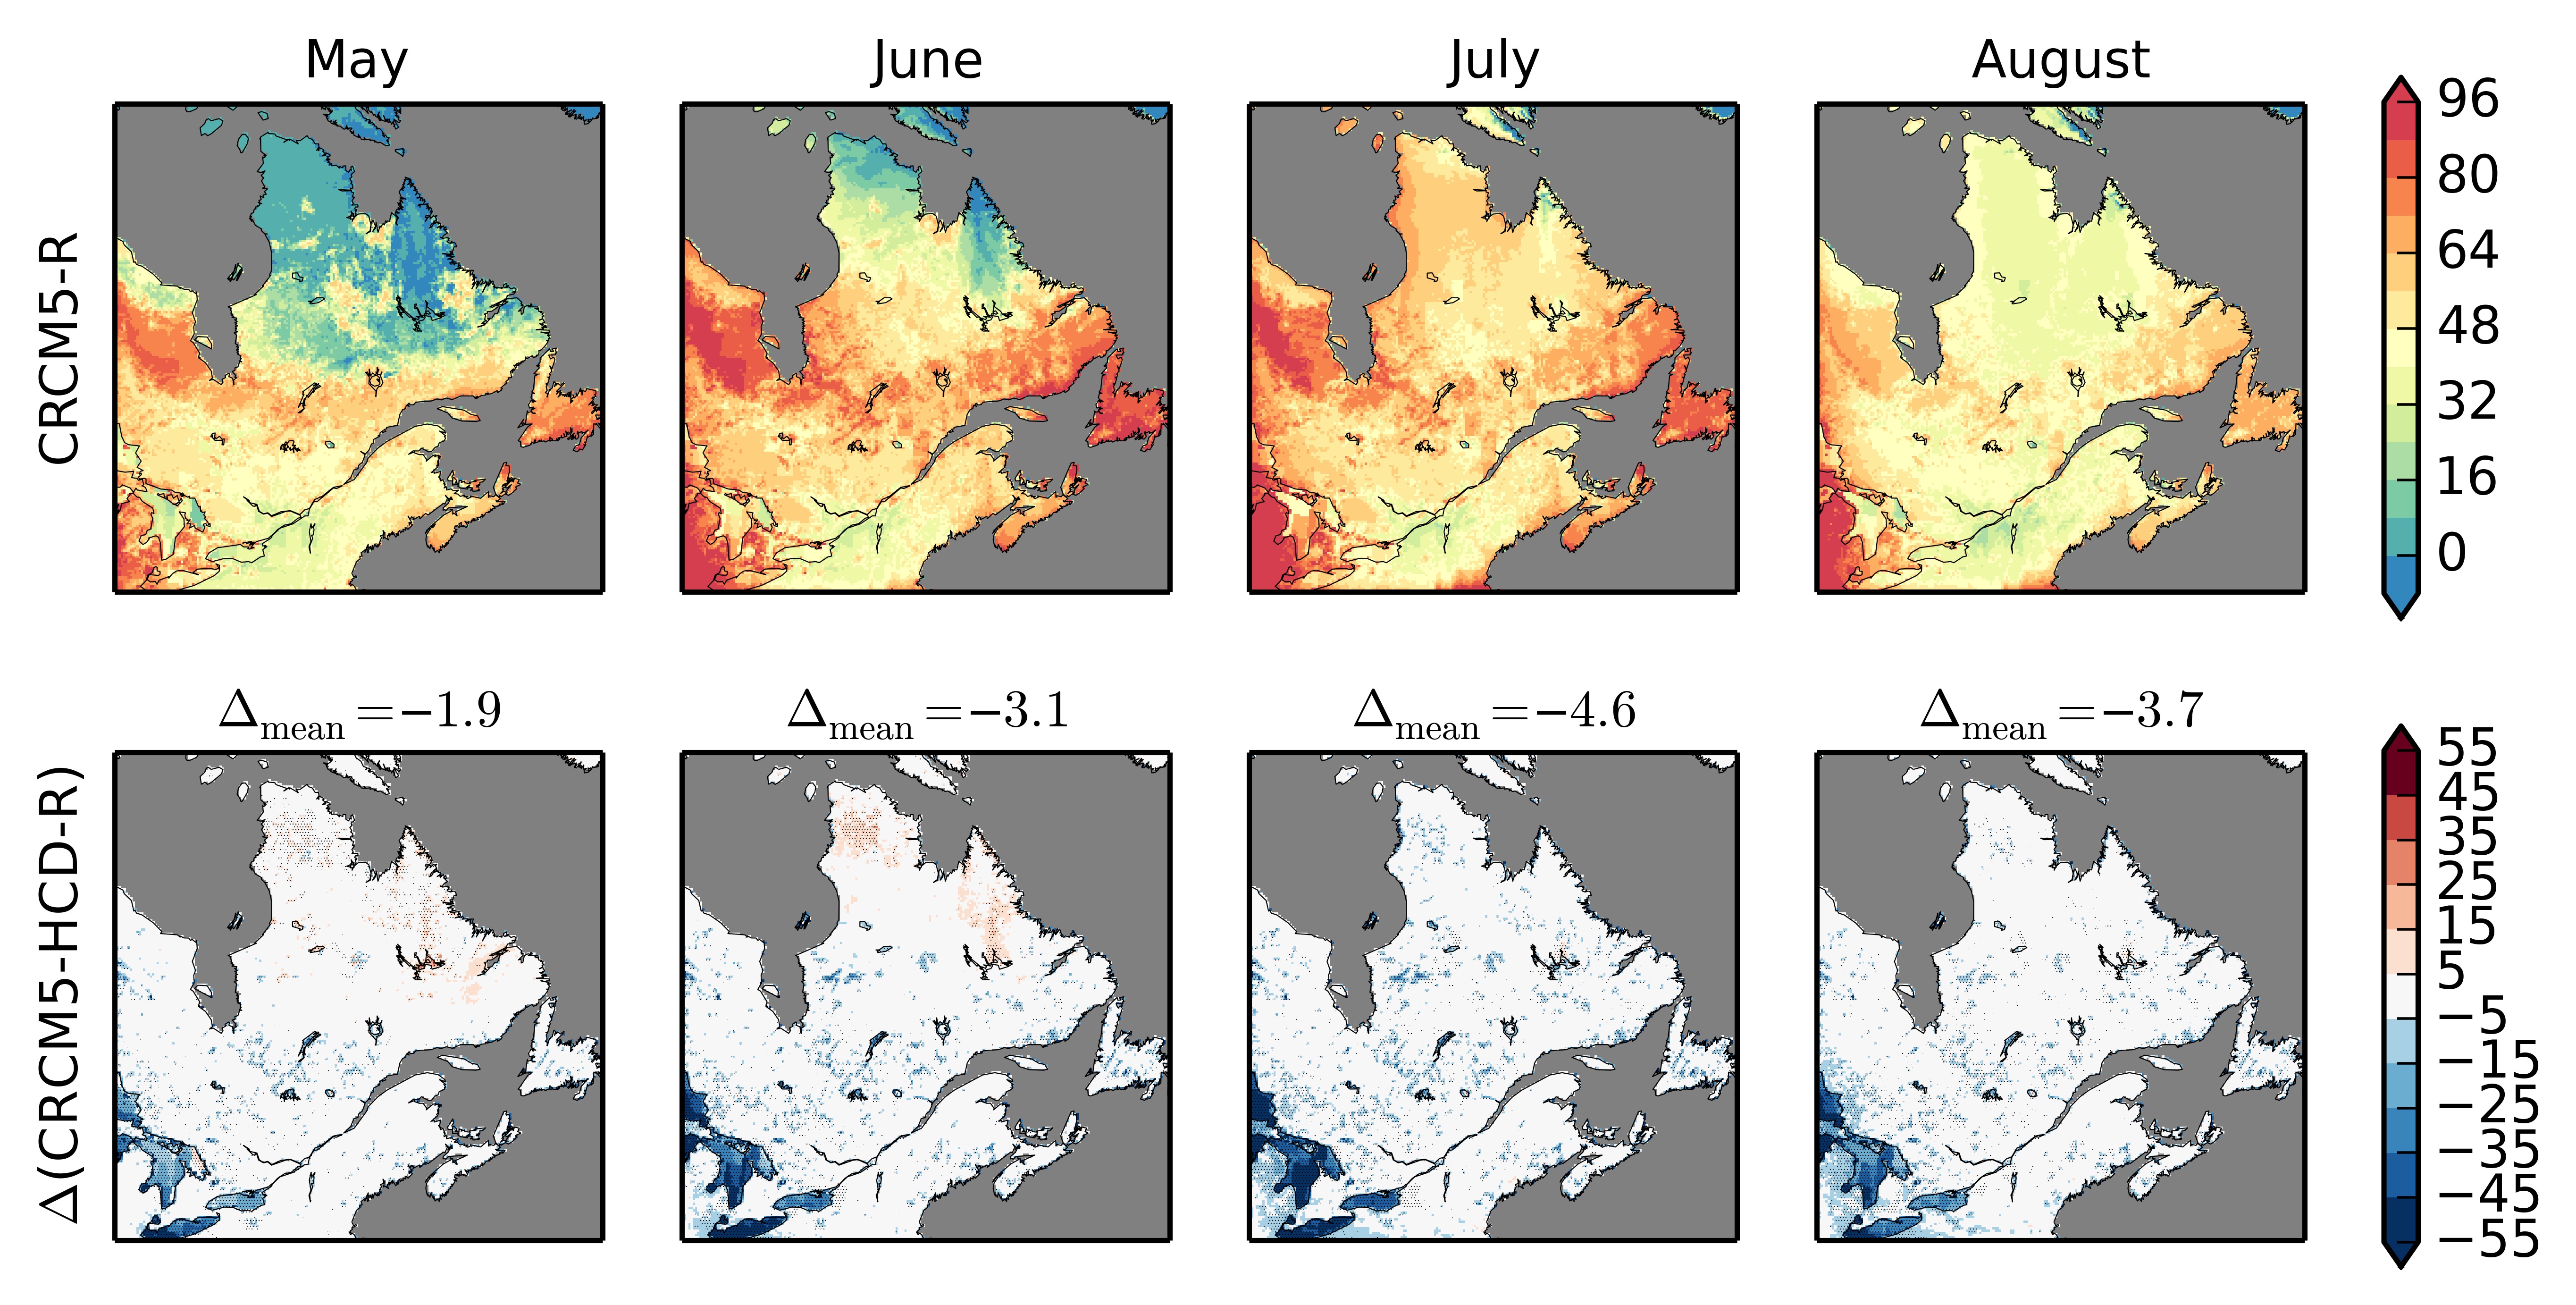 May
June
July
August
CRCM5-R
96
80
64
48
32
16
0
Δmean =−1.9
Δmean =−3.1
Δmean =−4.6
Δmean =−3.7
Δ(CRCM5-HCD-R)
55
45
35
25
15
5
−5
−15
−25
−35
−45
−55